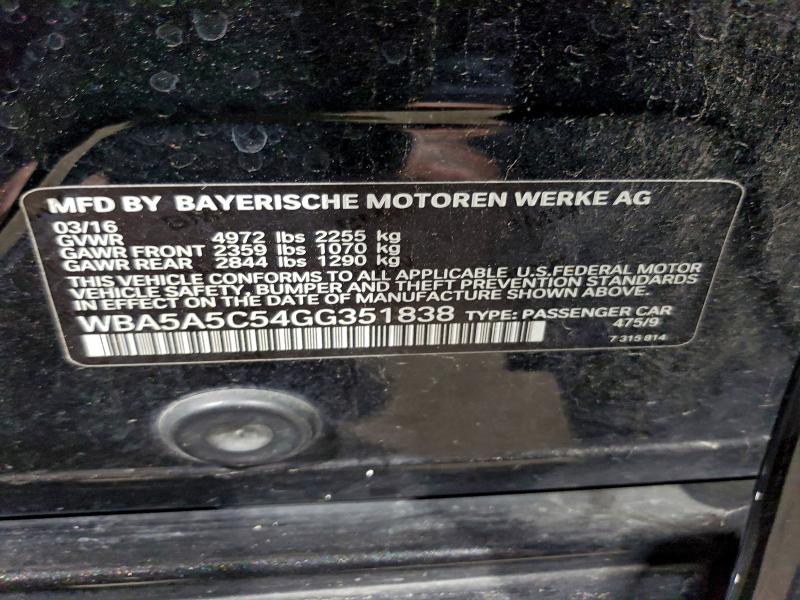 MFD BY BAYERISCHE MOTOREN WERKE AG
03/16
GVWR 4972 lbs 2255 kg
GAWR FRONT 2359 lbs 1070 kg
GAWR REAR 2844 lbs 1290 kg
THIS VEHICLE CONFORMS TO ALL APPLICABLE U.S.FEDERAL MOTOR
VEHICLE SAFETY, BUMPER AND THEFT PREVENTION STANDARDS
IN EFFECT ON THE DATE OF MANUFACTURE SHOWN ABOVE
WBA5A5C54GG351838 TYPE: PASSENGER CAR
475/9
7 315 814